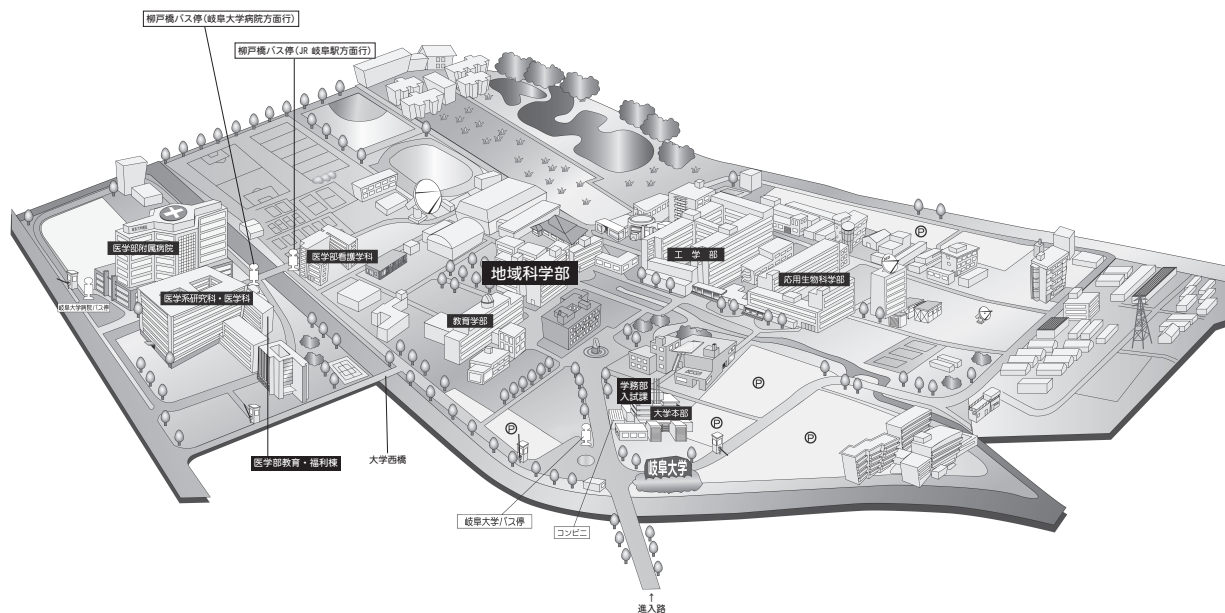 柳戸橋バス停(岐阜大学病院方面行)
柳戸橋バス停(JR 岐阜駅方面行)
医学部附属病院
医学部看護学科
地域科学部
工 学 部
応用生物科学部
医学系研究科・医学科
岐阜大学病院バス停
教育学部
P
P
P
P
学務部
入試課
大学本部
医学部教育・福利棟
大学西橋
岐阜大学
岐阜大学バス停
コンビニ
↑
進入路